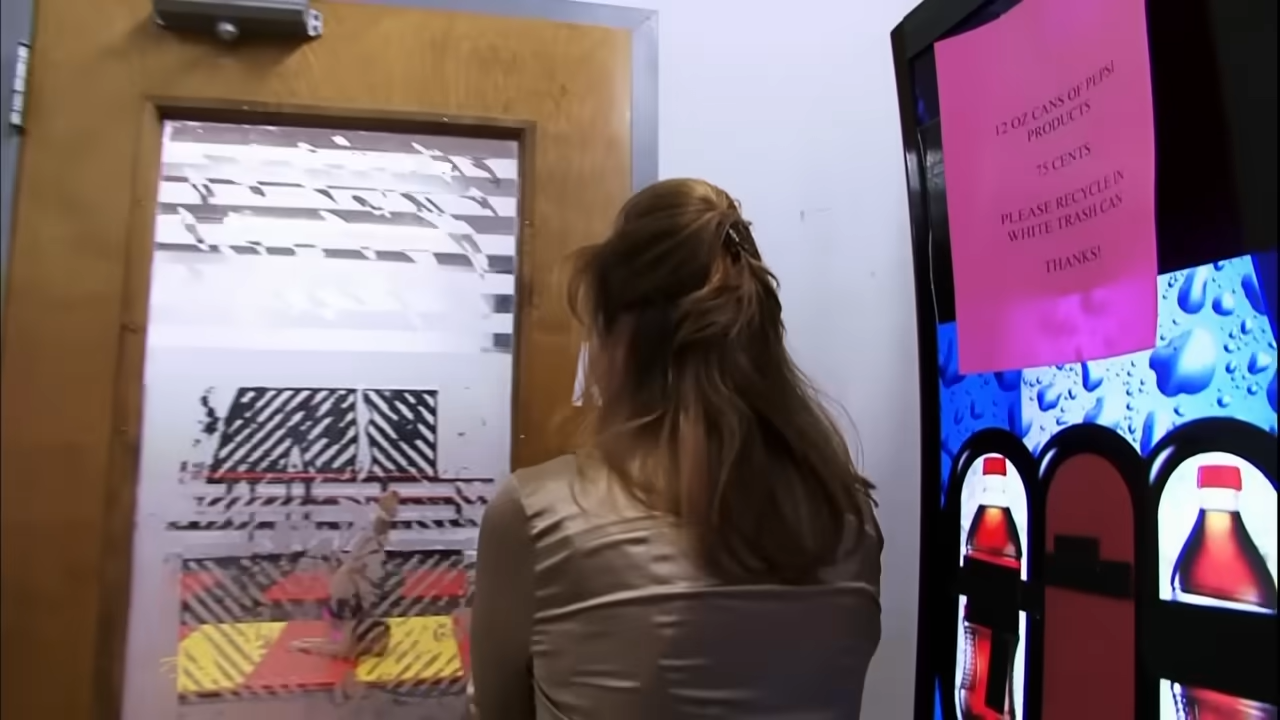 12 OZ CANS OF PEPSI
PRODUCTS
75 CENTS
PLEASE RECYCLE IN
WHITE TRASH CAN
THANKS!